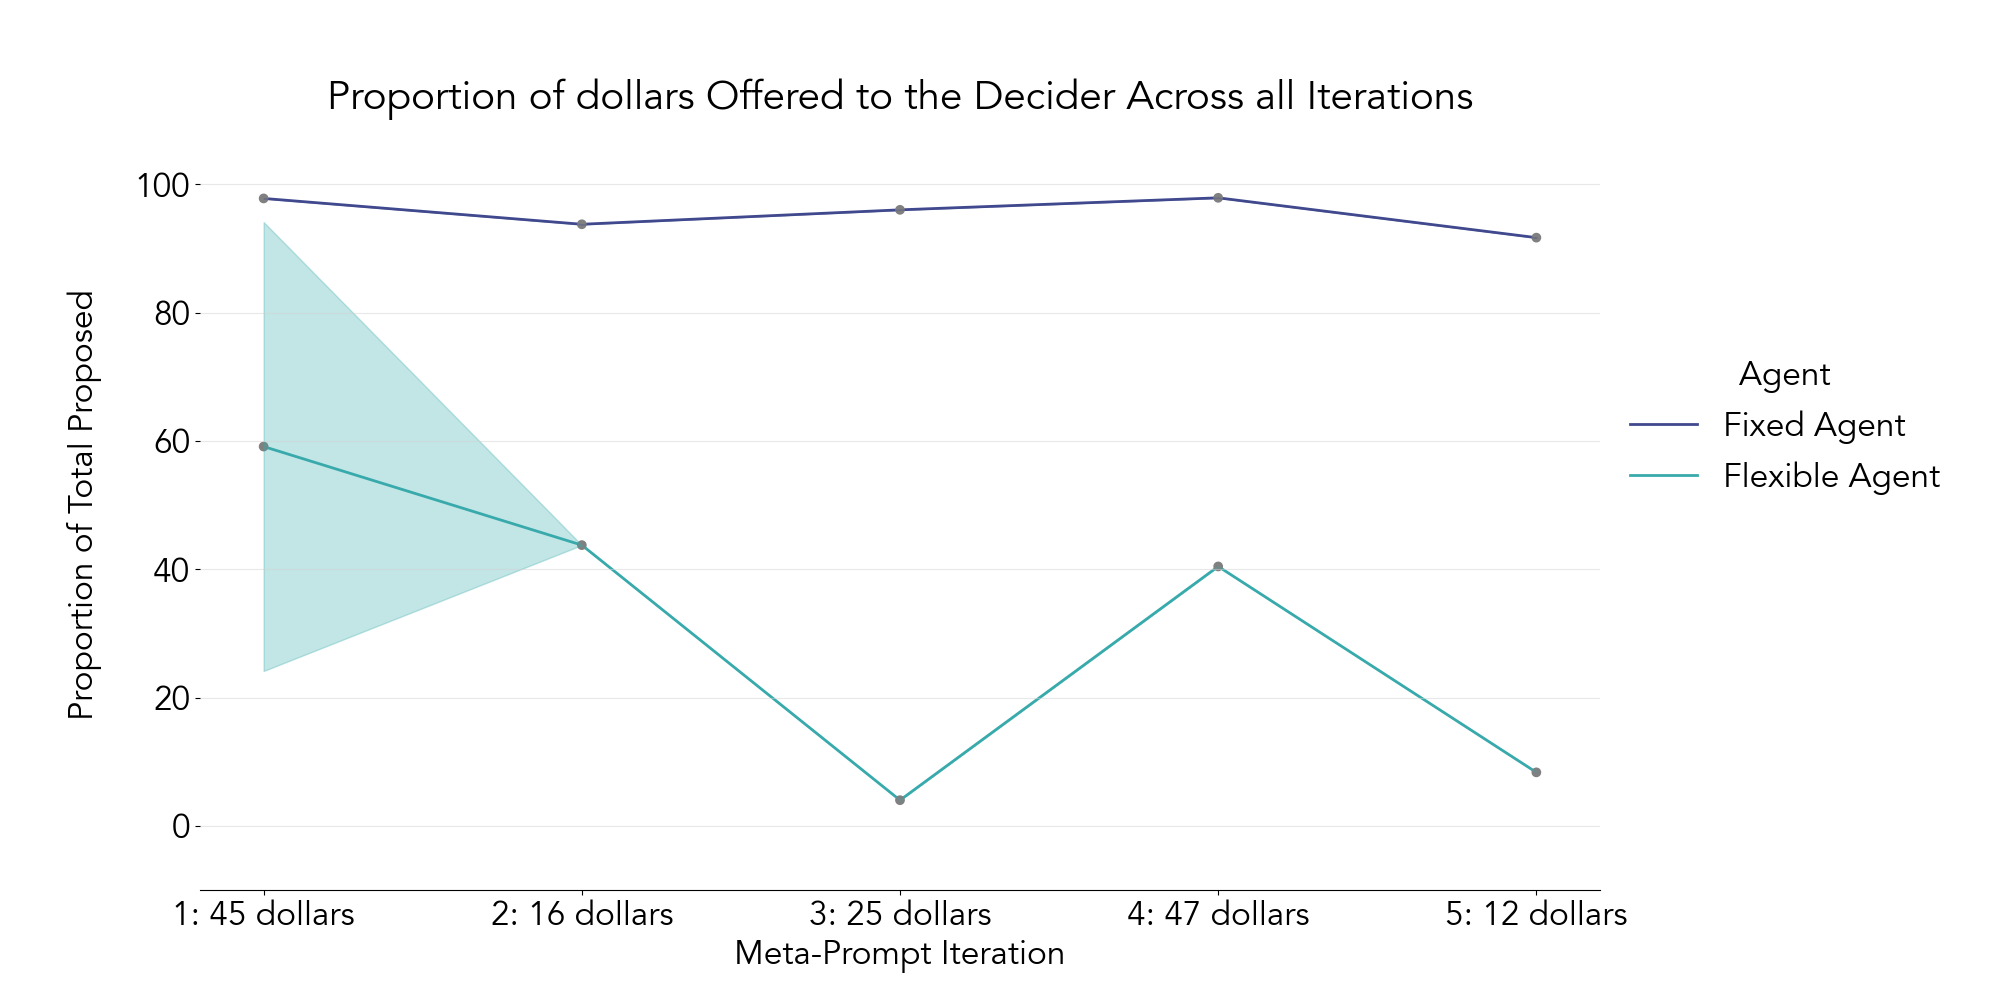 Proportion of dollars Offered to the Decider Across all Iterations
Proportion of Total Proposed
100
80
60
40
20
0
1: 45 dollars
2: 16 dollars
3: 25 dollars
4: 47 dollars
5: 12 dollars
Meta-Prompt Iteration
Agent
Fixed Agent
Flexible Agent